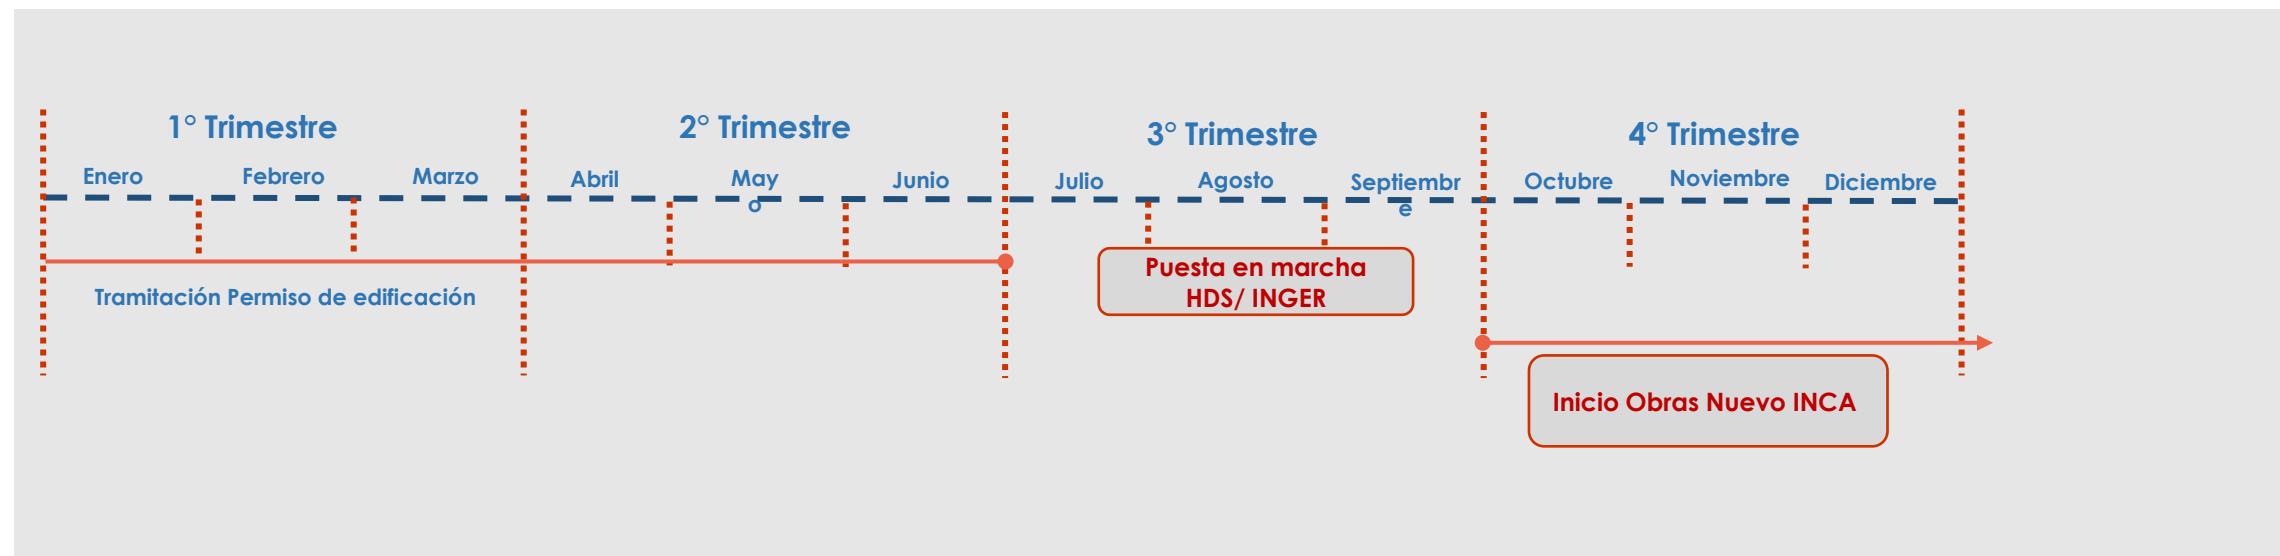 1° Trimestre
2° Trimestre
3° Trimestre
4° Trimestre
Enero
Febrero
Marzo
Abril
May
o
Junio
Julio
Agosto
Septiembr
e
Octubre
Noviembre
Diciembre
Tramitación Permiso de edificación
Puesta en marcha
HDS/ INGER
Inicio Obras Nuevo INCA